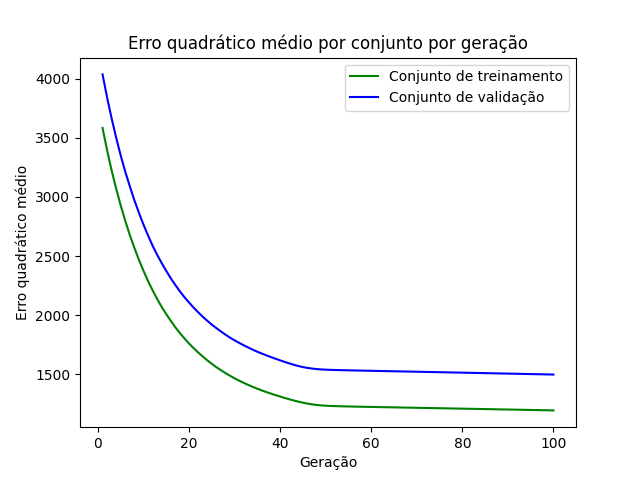 Erro quadrático médio por conjunto por geração
Conjunto de treinamento
Conjunto de validação
Erro quadrático médio
4000
3500
3000
2500
2000
1500
0 20 40 60 80 100
Geração